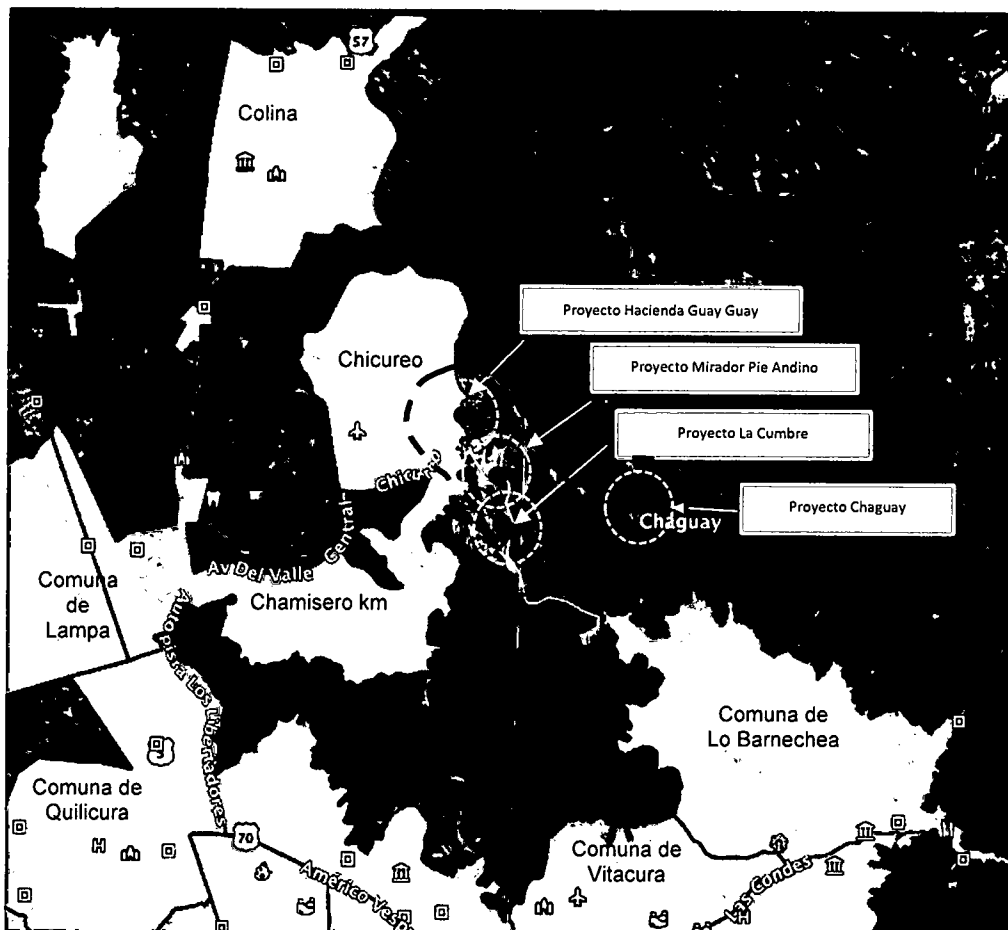 57
Colina
Proyecto Hacienda Guay Guay
Chicureo
Proyecto Mirador Pie Andino
Proyecto La Cumbre
Proyecto Chaguay
Chaguay
Av Del Valle
Central
Comuna
de
Lampa
Chamisero km
Autopista Los Libertadores
Comuna de
Lo Barnechea
Comuna de
Quilicura
5
70
Comuna de
Vitacura
Américo
Las Condes
H
H